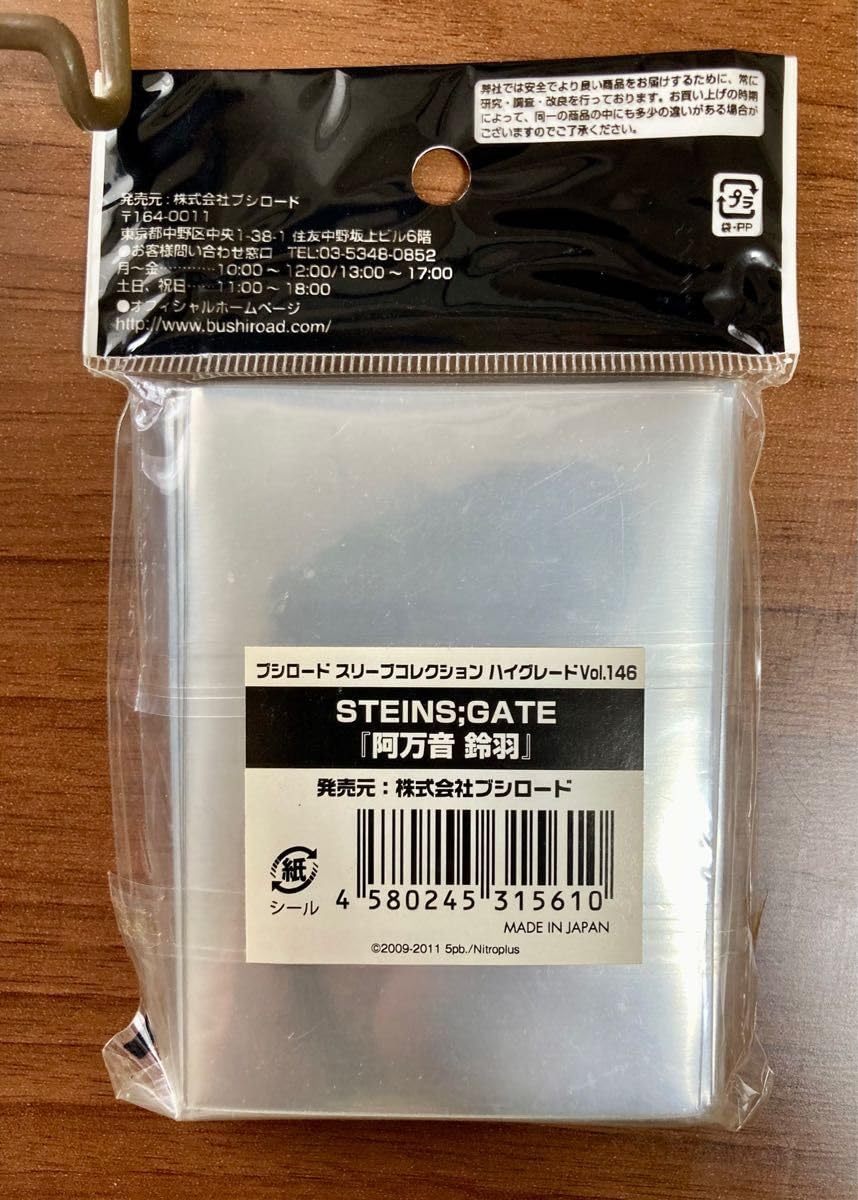 弊社では安全でより良い商品をお届けするために、常に
研究・調査・改良を行っております。お買い上げの時期
によって、同一の商品の中にも多少の違いがある場合が
ございますのでご了承ください。
プラ
袋・PP
発売元：株式会社ブシロード
〒164-0011
東京都中野区中央1-38-1 住友中野坂上ビル6階
●お客様問い合わせ窓口 TEL:03-5348-0852
月～金…………10:00～12:00/13:00～17:00
土日、祝日……11:00～18:00
●オフィシャルホームページ
http://www.bushiroad.com/
ブシロード スリーブコレクション ハイグレードVol.146
STEINS;GATE
『阿万音 鈴羽』
発売元：株式会社ブシロード
紙
シール
4 580245 315610
MADE IN JAPAN
©2009-2011 5pb./Nitroplus